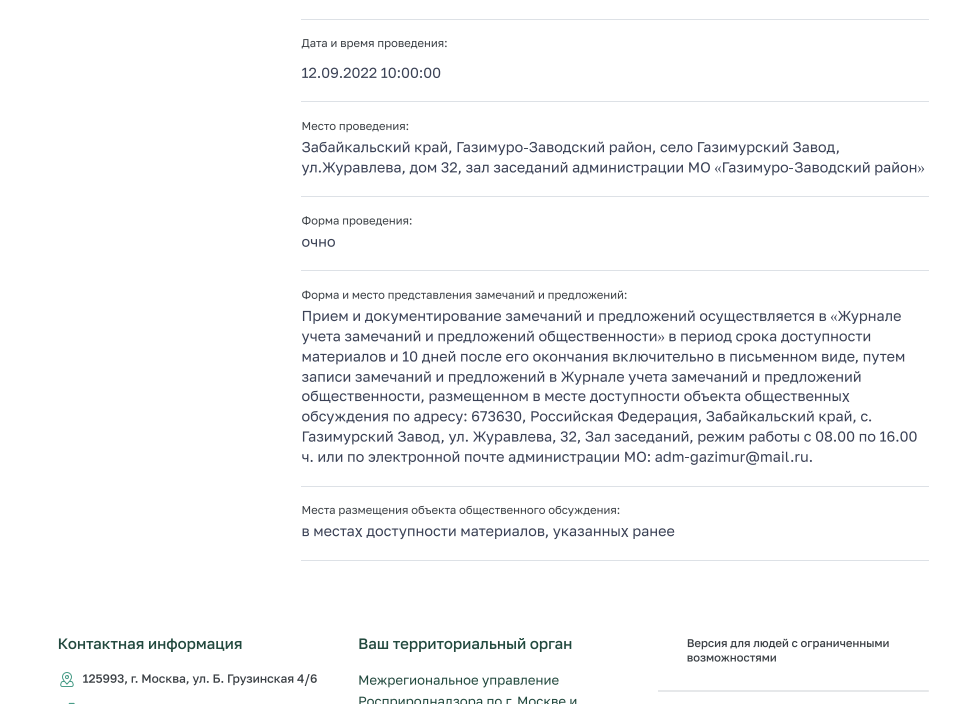 Дата и время проведения:
12.09.2022 10:00:00
Место проведения:
Забайкальский край, Газимуро-Заводский район, село Газимурский Завод,
ул.Журавлева, дом 32, зал заседаний администрации МО «Газимуро-Заводский район»
Форма проведения:
очно
Форма и место представления замечаний и предложений:
Прием и документирование замечаний и предложений осуществляется в «Журнале
учета замечаний и предложений общественности» в период срока доступности
материалов и 10 дней после его окончания включительно в письменном виде, путем
записи замечаний и предложений в Журнале учета замечаний и предложений
общественности, размещенном в месте доступности объекта общественных
обсуждения по адресу: 673630, Российская Федерация, Забайкальский край, с.
Газимурский Завод, ул. Журавлева, 32, Зал заседаний, режим работы с 08.00 по 16.00
ч. или по электронной почте администрации МО: adm-gazimur@mail.ru.
Места размещения объекта общественного обсуждения:
в местах доступности материалов, указанных ранее
Контактная информация
125993, г. Москва, ул. Б. Грузинская 4/6
Ваш территориальный орган
Межрегиональное управление
Росприроднадзора по г. Москве и
Версия для людей с ограниченными
возможностями